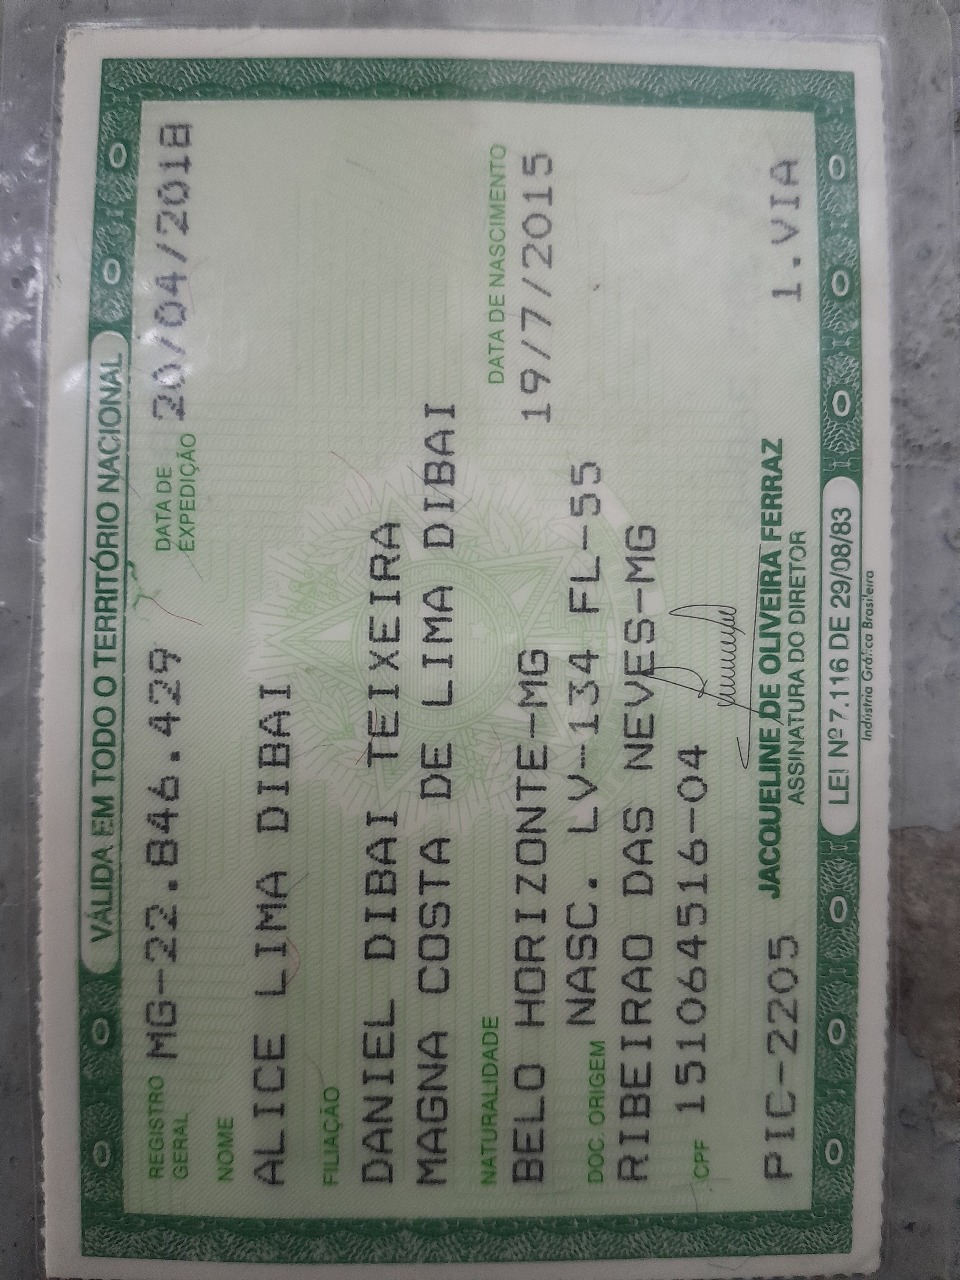 VÁLIDA EM TODO O TERRITÓRIO NACIONAL
REGISTRO GERAL MG-22.846.429 DATA DE EXPEDIÇÃO 20/04/2018
NOME
ALICE LIMA DIBAI
FILIAÇÃO
DANIEL DIBAI TEIXEIRA
MAGNA COSTA DE LIMA DIBAI
NATURALIDADE DATA DE NASCIMENTO
BELO HORIZONTE-MG 19/7/2015
DOC. ORIGEM NASC. LV-134 FL-55
RIBEIRAO DAS NEVES-MG
CPF 151064516-04
PIC-2205 1.VIA
JACQUELINE DE OLIVEIRA FERRAZ
ASSINATURA DO DIRETOR
LEI Nº 7.116 DE 29/08/83
Indústria Gráfica Brasileira